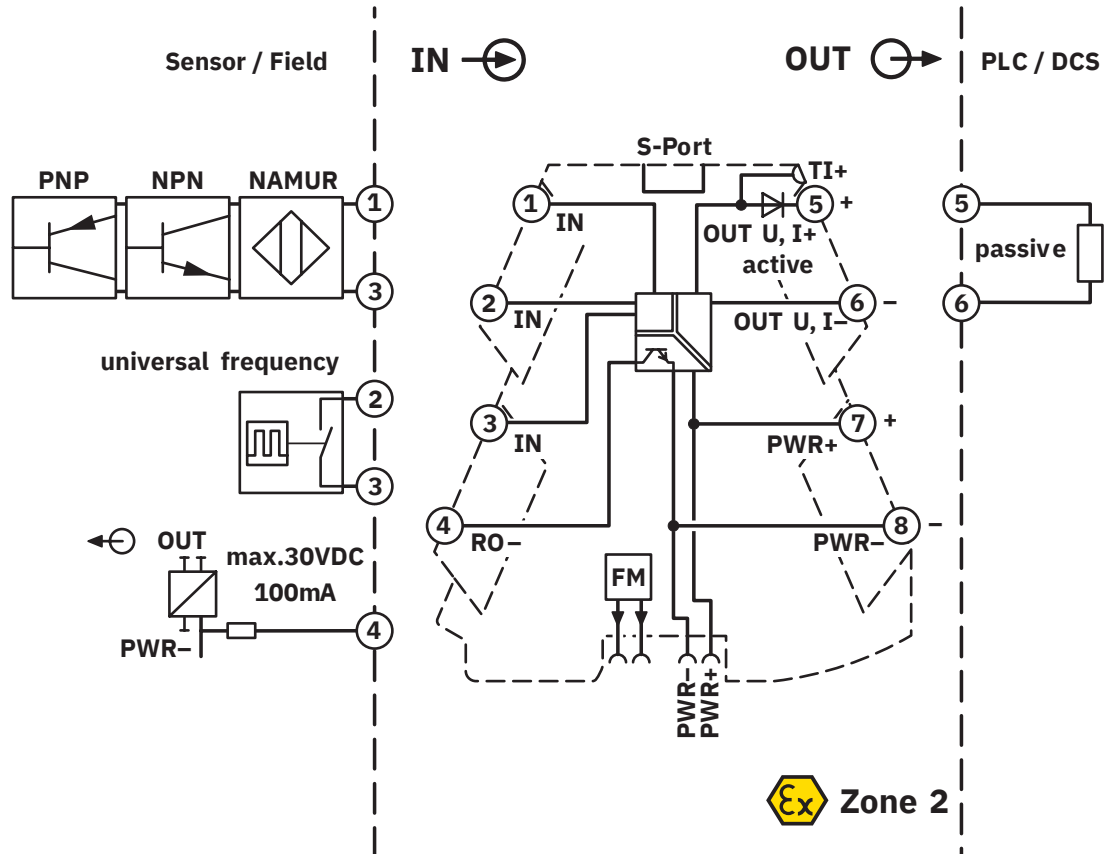 Sensor / Field
IN
OUT
PLC / DCS
PNP
NPN
NAMUR
1
3
universal frequency
2
3
OUT
max.30VDC
100mA
PWR–
4
S-Port
TI+
1
IN
5
+
OUT U, I+
active
2
IN
6
–
OUT U, I–
3
IN
7
+
PWR+
4
RO–
8
–
PWR–
FM
PWR–
PWR+
5
passive
6
Ex
Zone 2